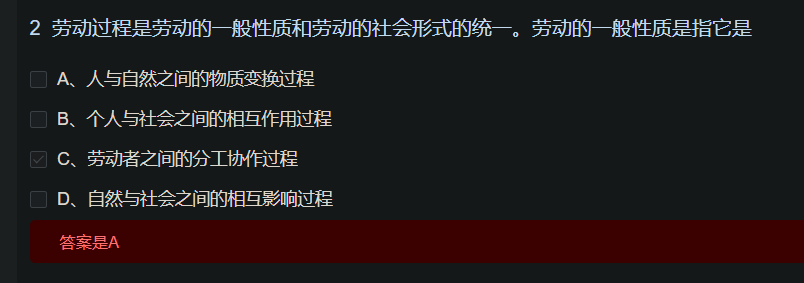 2 劳动过程是劳动的一般性质和劳动的社会形式的统一。劳动的一般性质是指它是
A、人与自然之间的物质变换过程
B、个人与社会之间的相互作用过程
C、劳动者之间的分工协作过程
D、自然与社会之间的相互影响过程
答案是A